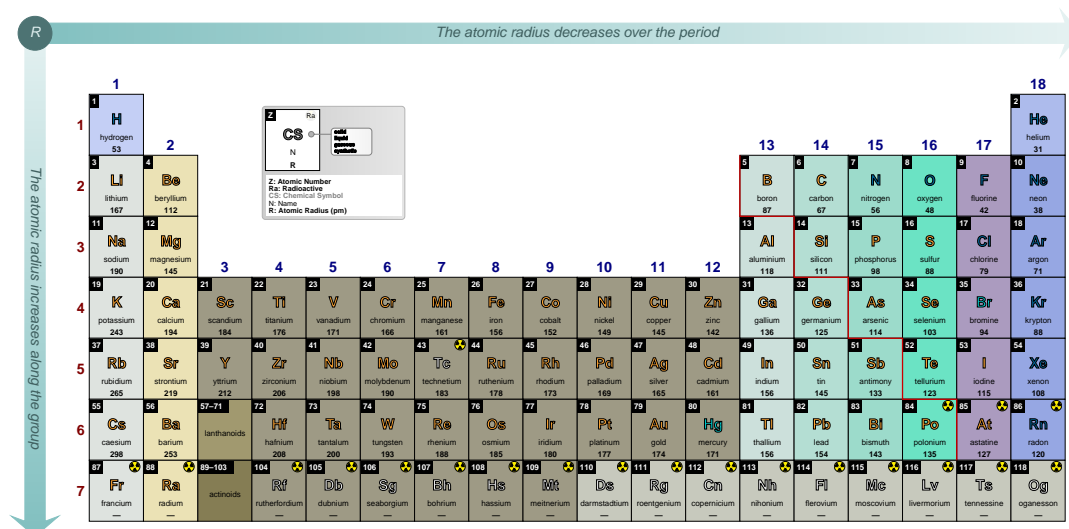 R
The atomic radius decreases over the period
The atomic radius increases along the group
1
18
1 H hydrogen 53
2 He helium 31
Z
Ra
CS
N
R
solid
liquid
gaseous
synthetic
Z: Atomic Number
Ra: Radioactive
CS: Chemical Symbol
N: Name
R: Atomic Radius (pm)
1
2
13 14 15 16 17
2
3 Li lithium 167
4 Be beryllium 112
5 B boron 87
6 C carbon 67
7 N nitrogen 56
8 O oxygen 48
9 F fluorine 42
10 Ne neon 38
3
11 Na sodium 190
12 Mg magnesium 145
13 Al aluminium 118
14 Si silicon 111
15 P phosphorus 98
16 S sulfur 88
17 Cl chlorine 79
18 Ar argon 71
3 4 5 6 7 8 9 10 11 12
4
19 K potassium 243
20 Ca calcium 194
21 Sc scandium 184
22 Ti titanium 176
23 V vanadium 171
24 Cr chromium 166
25 Mn manganese 161
26 Fe iron 156
27 Co cobalt 152
28 Ni nickel 149
29 Cu copper 145
30 Zn zinc 142
31 Ga gallium 136
32 Ge germanium 125
33 As arsenic 114
34 Se selenium 103
35 Br bromine 94
36 Kr krypton 88
5
37 Rb rubidium 265
38 Sr strontium 219
39 Y yttrium 212
40 Zr zirconium 206
41 Nb niobium 198
42 Mo molybdenum 190
43 Tc technetium 183
44 Ru ruthenium 178
45 Rh rhodium 173
46 Pd palladium 169
47 Ag silver 165
48 Cd cadmium 161
49 In indium 156
50 Sn tin 145
51 Sb antimony 133
52 Te tellurium 123
53 I iodine 115
54 Xe xenon 108
6
55 Cs caesium 298
56 Ba barium 253
57–71 lanthanoids
72 Hf hafnium 208
73 Ta tantalum 200
74 W tungsten 193
75 Re rhenium 188
76 Os osmium 185
77 Ir iridium 180
78 Pt platinum 177
79 Au gold 174
80 Hg mercury 171
81 Tl thallium 156
82 Pb lead 154
83 Bi bismuth 143
84 Po polonium 135
85 At astatine 127
86 Rn radon 120
7
87 Fr francium —
88 Ra radium —
89–103 actinoids
104 Rf rutherfordium —
105 Db dubnium —
106 Sg seaborgium —
107 Bh bohrium —
108 Hs hassium —
109 Mt meitnerium —
110 Ds darmstadtium —
111 Rg roentgenium —
112 Cn copernicium —
113 Nh nihonium —
114 Fl flerovium —
115 Mc moscovium —
116 Lv livermorium —
117 Ts tennessine —
118 Og oganesson —